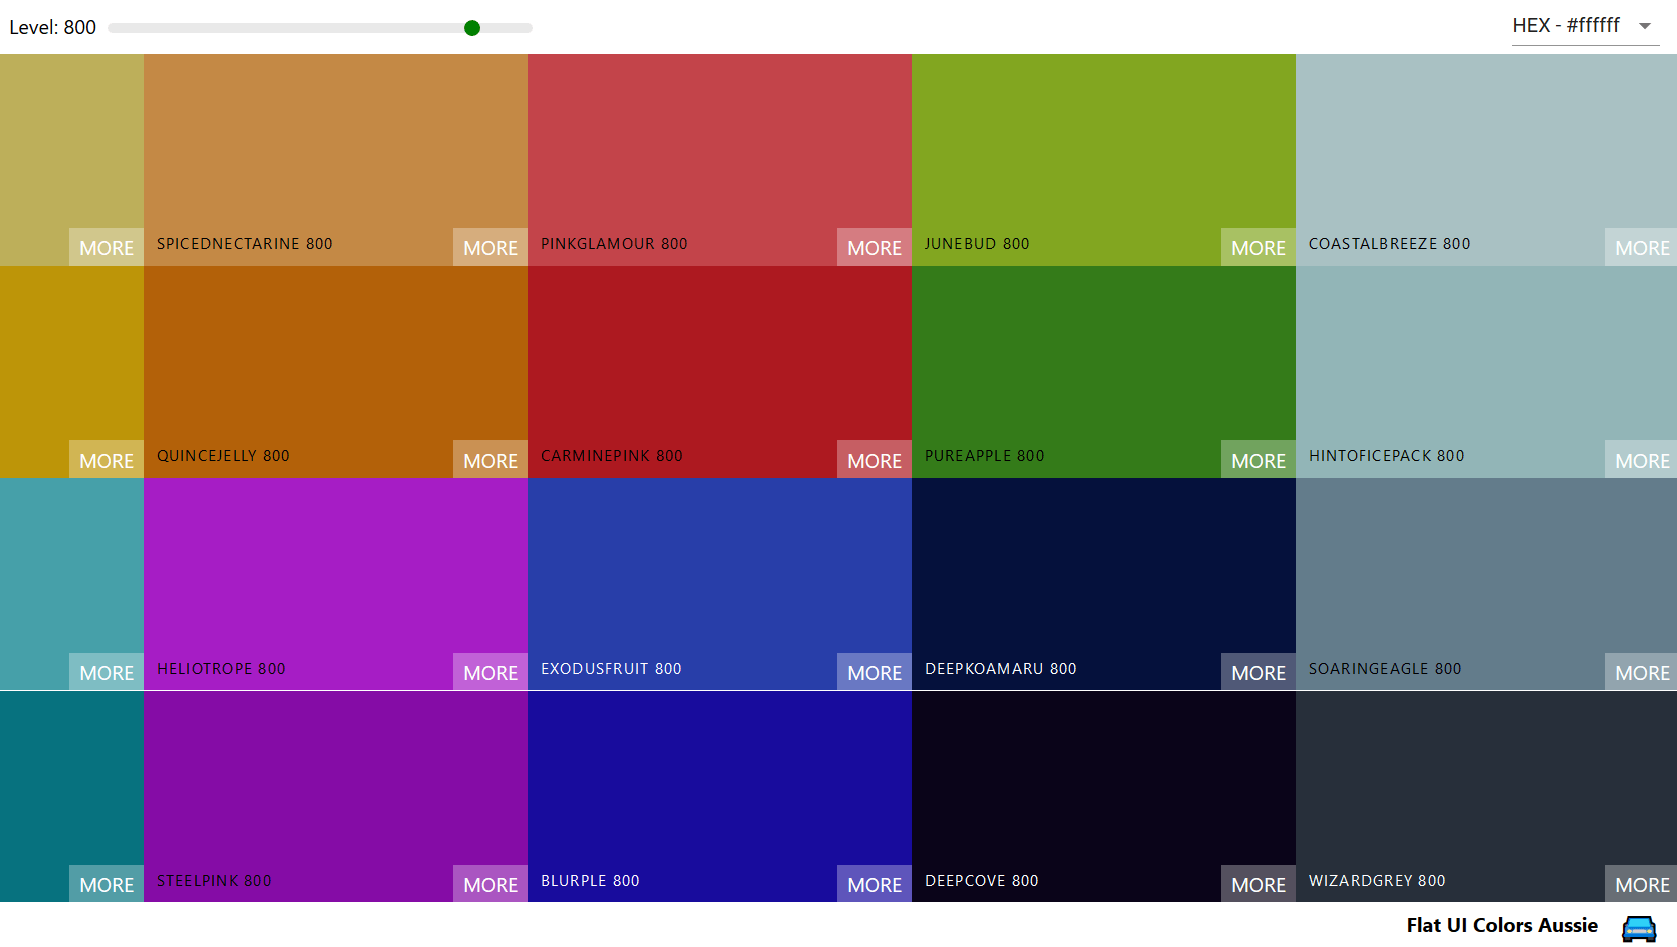 Level: 800
HEX - #ffffff
MORE
SPICEDNECTARINE 800
MORE
PINKGLAMOUR 800
MORE
JUNEBUD 800
MORE
COASTALBREEZE 800
MORE
MORE
QUINCEJELLY 800
MORE
CARMINEPINK 800
MORE
PUREAPPLE 800
MORE
HINTOFICEPACK 800
MORE
MORE
HELIOTROPE 800
MORE
EXODUSFRUIT 800
MORE
DEEPKOAMARU 800
MORE
SOARINGEAGLE 800
MORE
MORE
STEELPINK 800
MORE
BLURPLE 800
MORE
DEEPCOVE 800
MORE
WIZARDGREY 800
MORE
Flat UI Colors Aussie